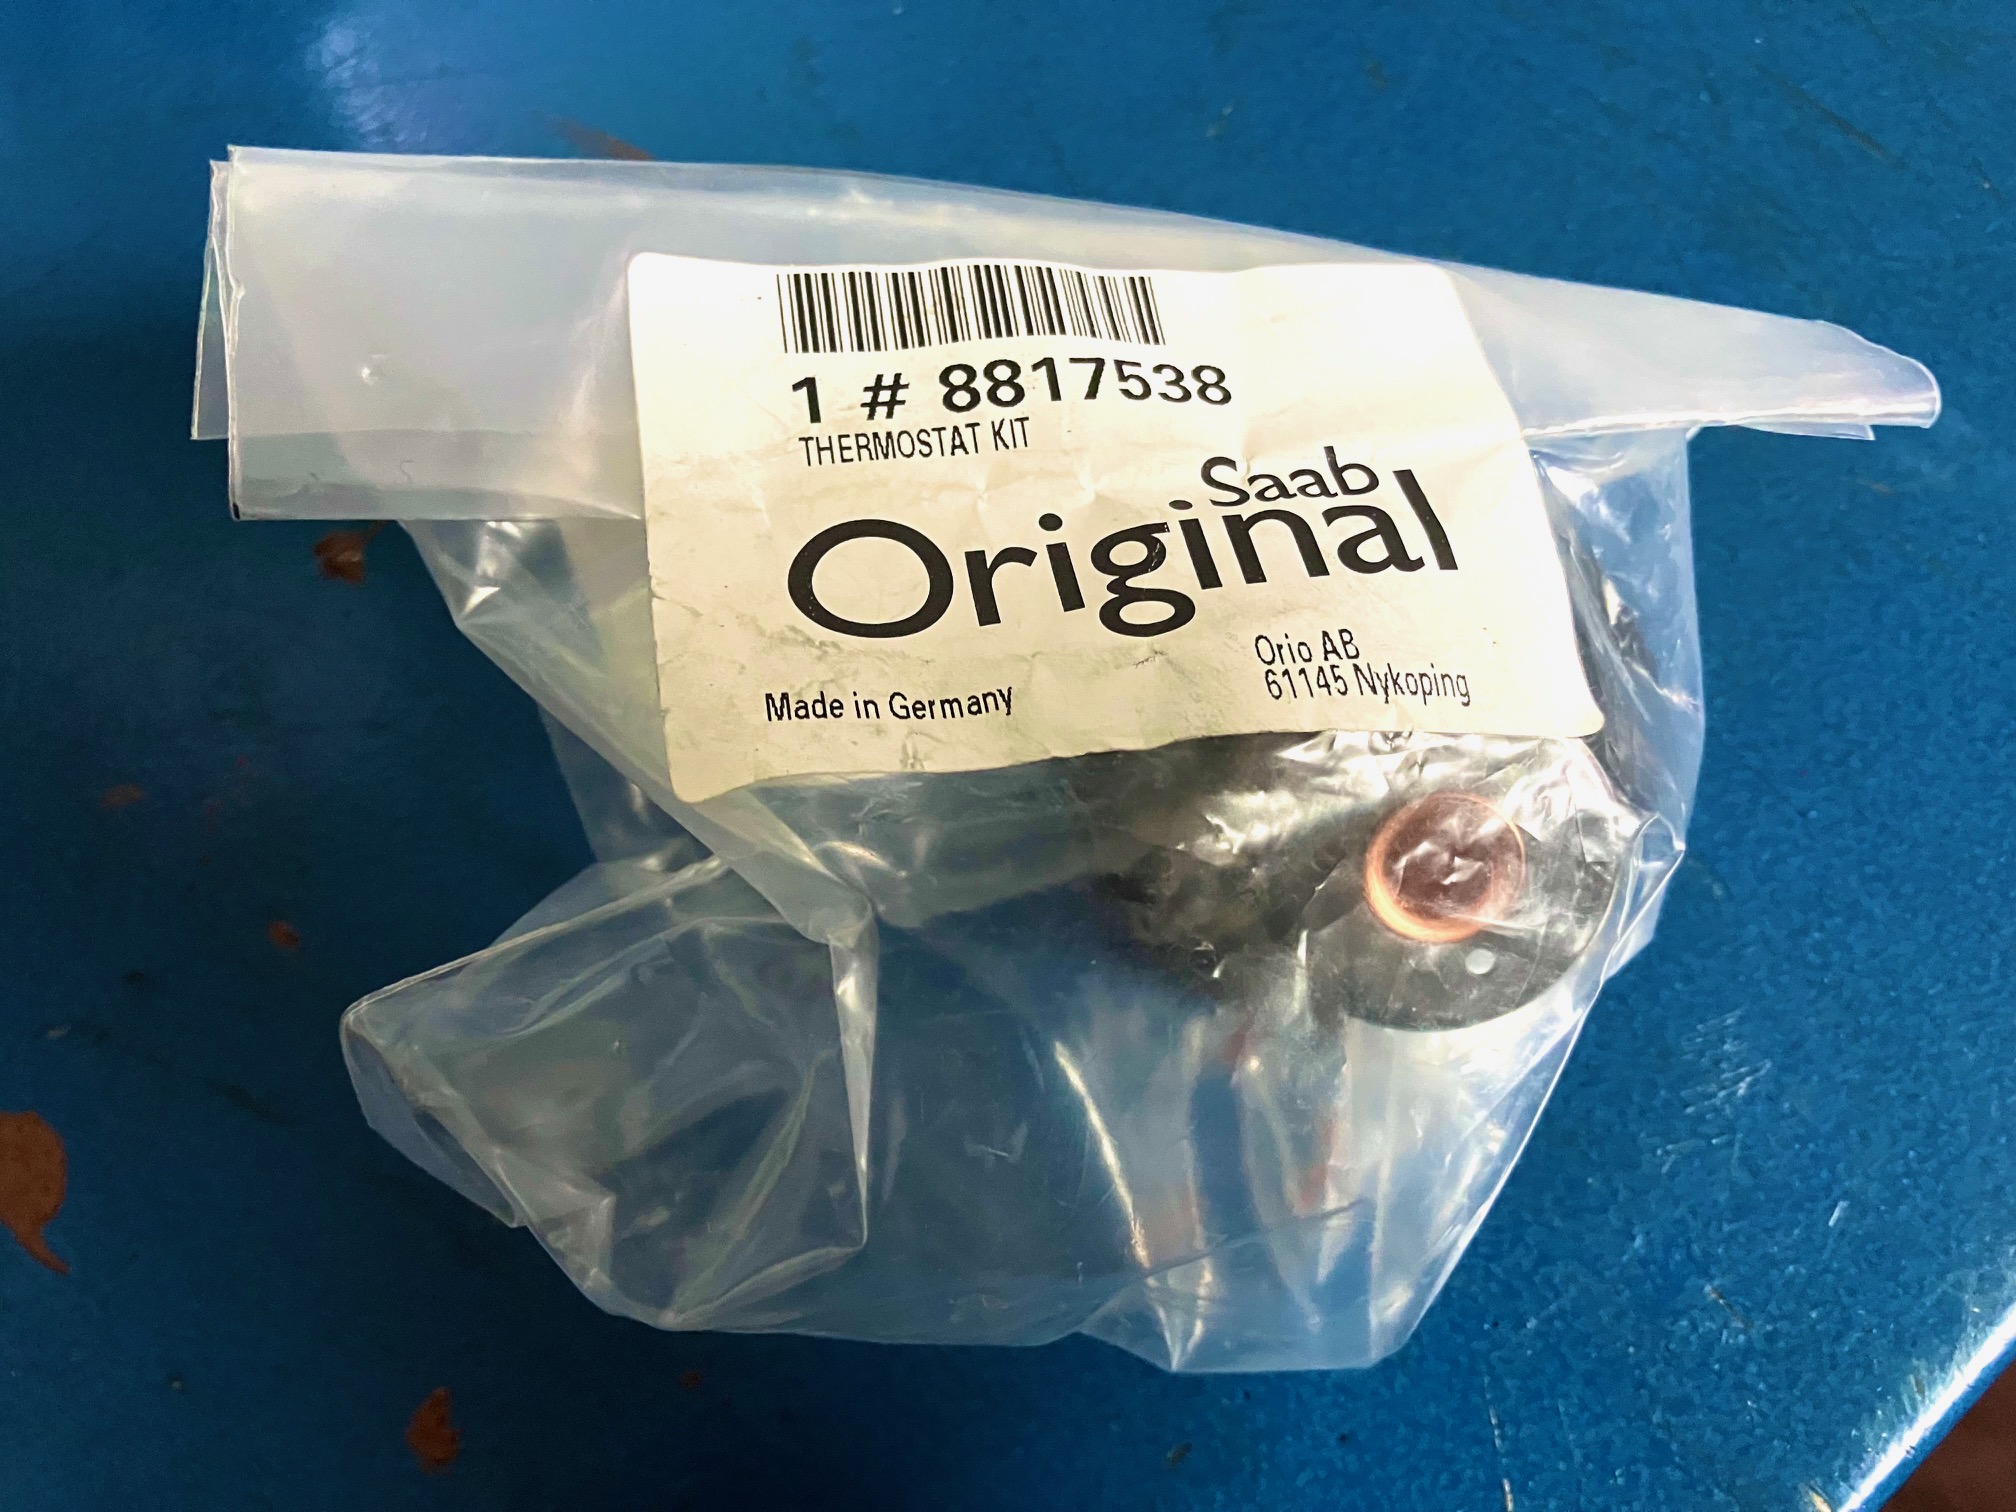 1 # 8817538
THERMOSTAT KIT
Saab
Original
Orio AB
61145 Nykoping
Made in Germany